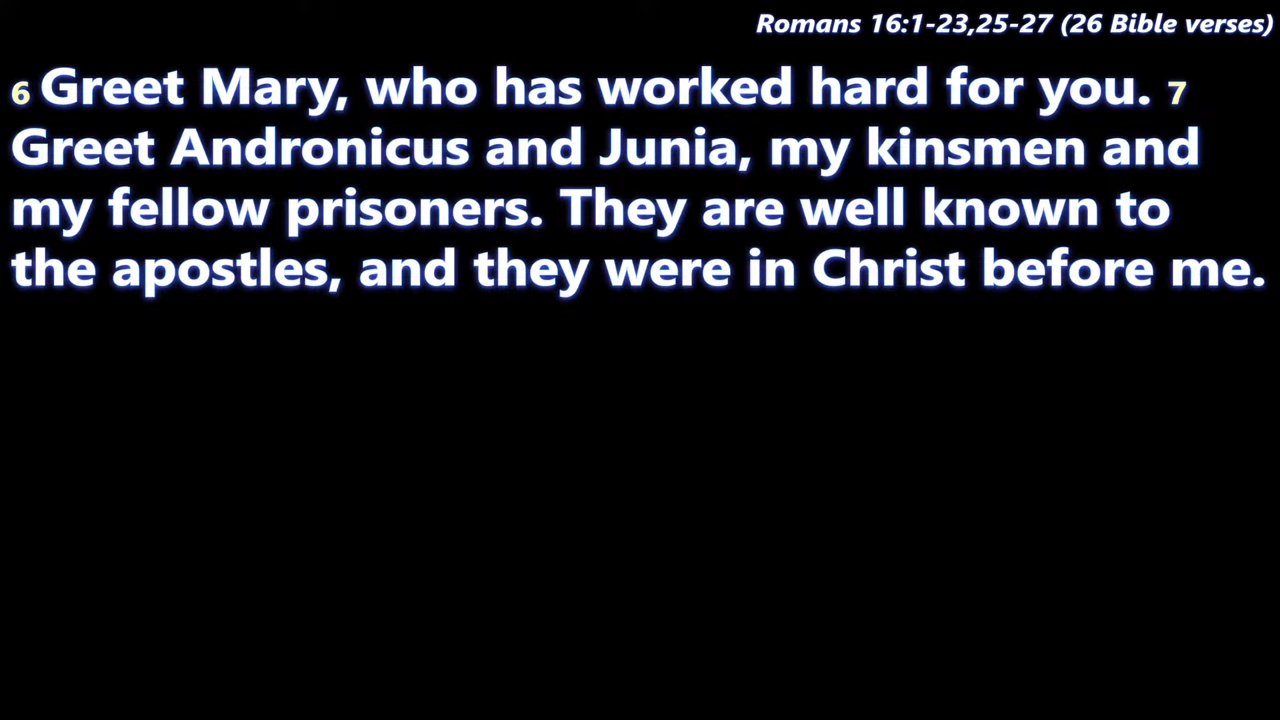 Romans 16:1-23,25-27 (26 Bible verses)
6 Greet Mary, who has worked hard for you. 7
Greet Andronicus and Junia, my kinsmen and
my fellow prisoners. They are well known to
the apostles, and they were in Christ before me.